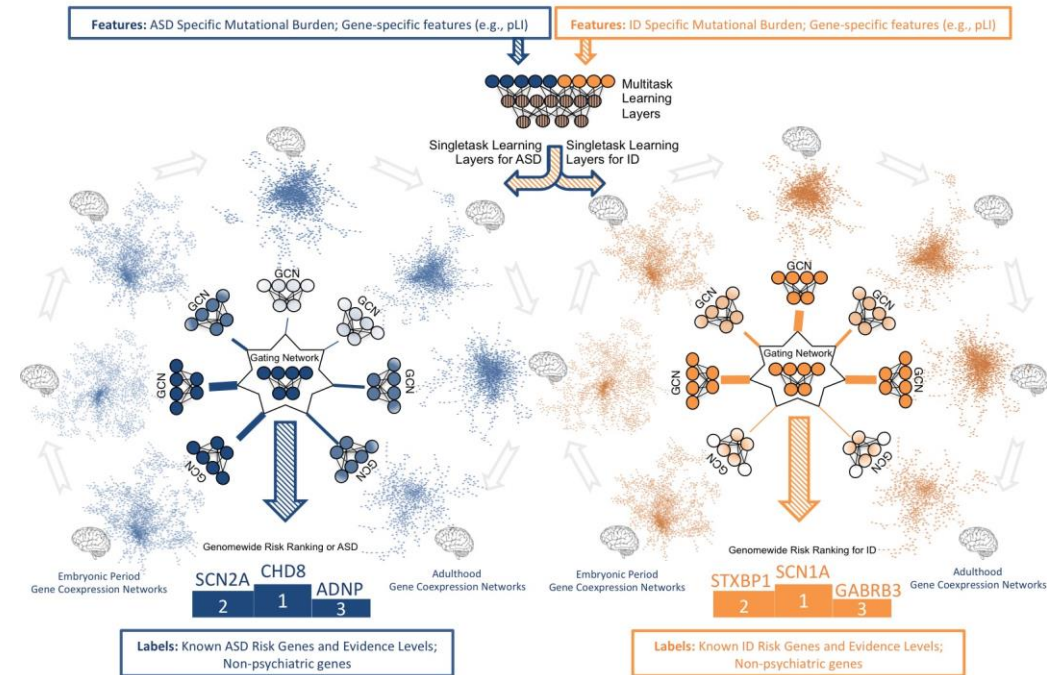 Features: ASD Specific Mutational Burden; Gene-specific features (e.g., pLI)
Features: ID Specific Mutational Burden; Gene-specific features (e.g., pLI)
Multitask
Learning
Layers
Singletask Learning
Layers for ASD
Singletask Learning
Layers for ID
GCN
GCN
GCN
GCN
GCN
GCN
GCN
Gating Network
Genomewide Risk Ranking or ASD
Embryonic Period
Gene Coexpression Networks
Adulthood
Gene Coexpression Networks
SCN2A
CHD8
ADNP
2
1
3
Labels: Known ASD Risk Genes and Evidence Levels;
Non-psychiatric genes
GCN
GCN
GCN
GCN
GCN
GCN
GCN
Gating Network
Genomewide Risk Ranking for ID
Embryonic Period
Gene Coexpression Networks
Adulthood
Gene Coexpression Networks
STXBP1
SCN1A
GABRB3
2
1
3
Labels: Known ID Risk Genes and Evidence Levels;
Non-psychiatric genes